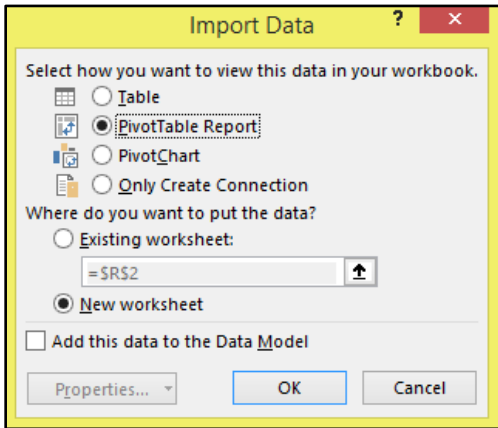 Import Data
?
×
Select how you want to view this data in your workbook.
Table
PivotTable Report
PivotChart
Only Create Connection
Where do you want to put the data?
Existing worksheet:
=$R$2
New worksheet
Add this data to the Data Model
Properties...
OK
Cancel